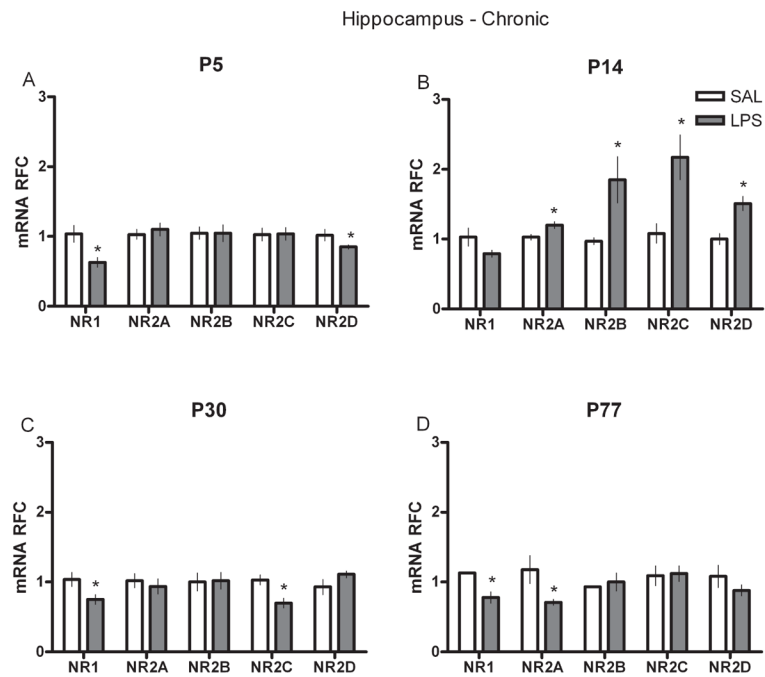 Hippocampus - Chronic
A
P5
mRNA RFC
3
2
1
0
*
*
NR1 NR2A NR2B NR2C NR2D
B
P14
SAL
LPS
mRNA RFC
3
2
1
0
*
*
*
*
NR1 NR2A NR2B NR2C NR2D
C
P30
mRNA RFC
3
2
1
0
*
*
NR1 NR2A NR2B NR2C NR2D
D
P77
mRNA RFC
3
2
1
0
*
*
NR1 NR2A NR2B NR2C NR2D